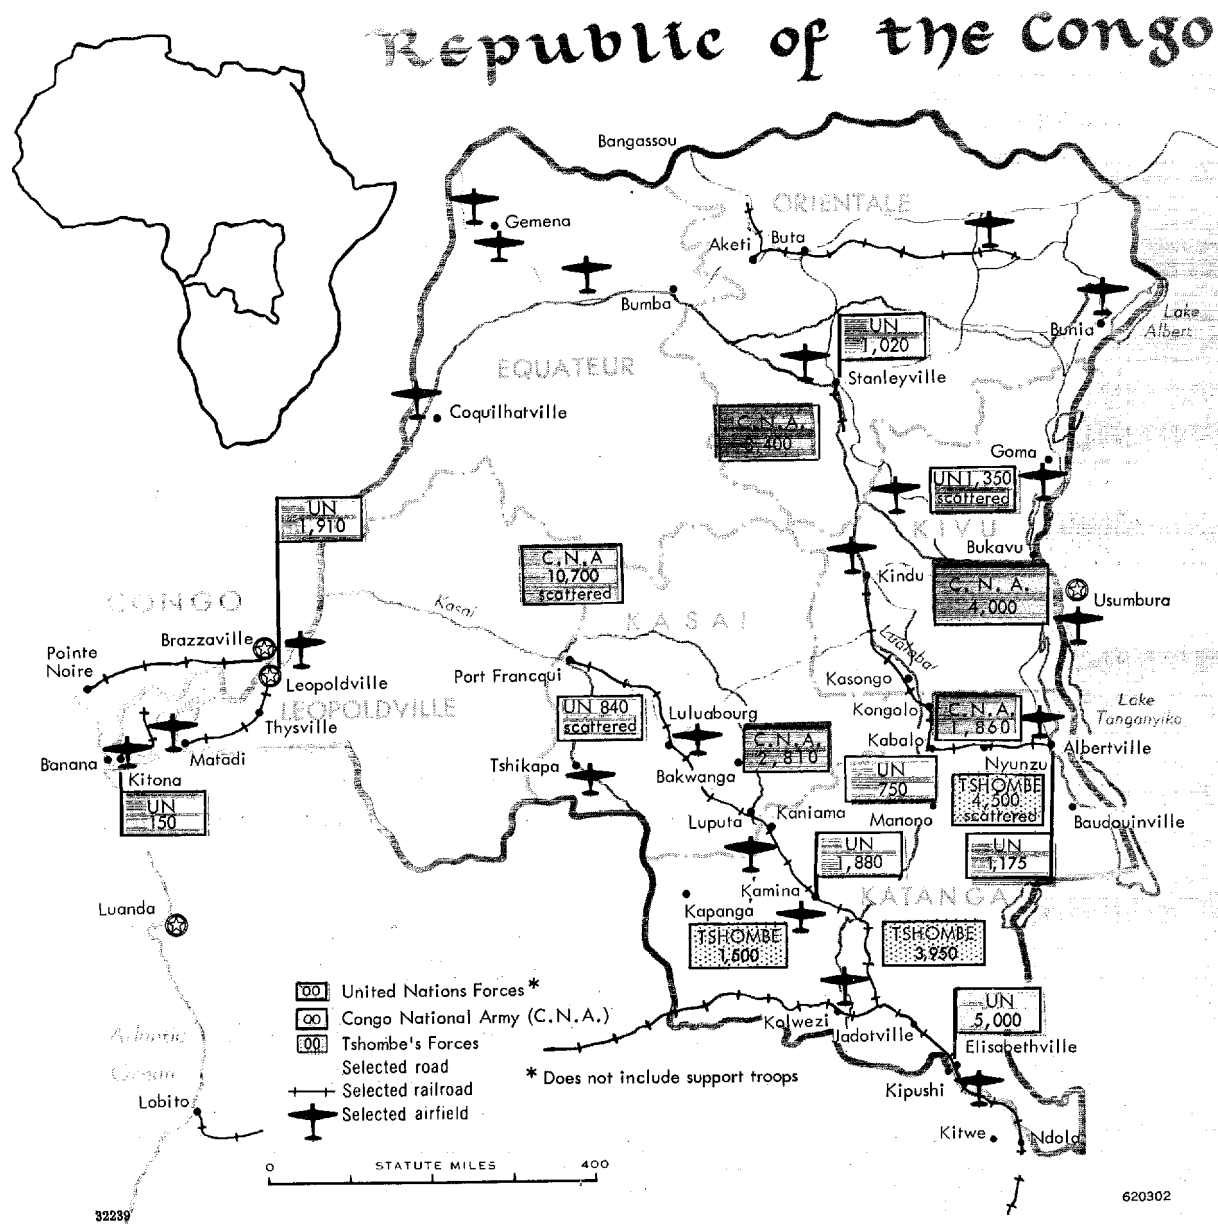 Republic of the Congo
Bangassou
ORIENTALE
Gemena
Aketi
Buta
Bumba
Bunia
Lake
Albert
UN
1,020
EQUATEUR
Stanleyville
Coquilhatville
C.N.A.
Goma
UN 1,350
scattered
UN
1,910
KIVU
Bukavu
C.N.A
10,700
scattered
Kindu
C.N.A.
4,000
Usumbura
CONGO
Kasai
KASAI
Brazzaville
Lualaba
Pointe
Noire
Leopoldville
Port Francqui
Kasongo
LEOPOLDVILLE
UN 840
scattered
Luluabourg
Kongolo
C.N.A.
1,860
Lake
Tanganyika
Thysville
C.N.A.
2,810
Kabalo
Albertville
Banana
Matadi
Tshikapa
Bakwanga
Nyunzu
Kitona
UN
150
UN
750
TSHOMBE
4,500
scattered
Luputa
Kaniama
Manono
Baudouinville
UN
1,880
UN
1,175
Kamina
KATANGA
Luanda
Kapanga
TSHOMBE
1,500
TSHOMBE
3,950
00 United Nations Forces*
00 Congo National Army (C.N.A.)
00 Tshombe's Forces
Selected road
Selected railroad
Selected airfield
Kolwezi
Jadotville
UN
5,000
Elisabethville
* Does not include support troops
Kipushi
Atlantic
Ocean
Lobito
Kitwe
Ndola
0 STATUTE MILES 400
32239
620302